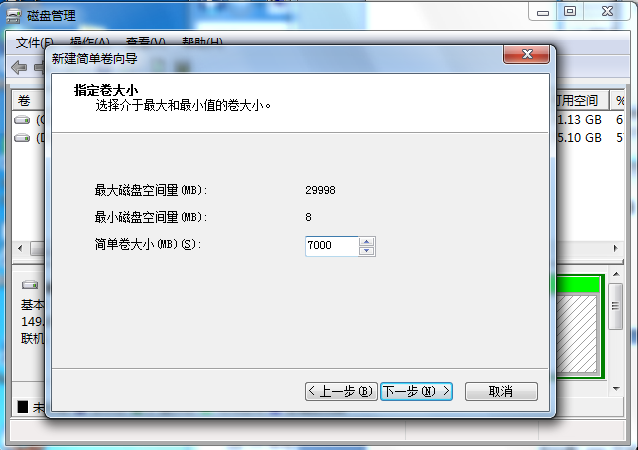 磁盘管理
文件(F) 操作(A) 查看(V) 帮助(H)
新建简单卷向导
指定卷大小
选择介于最大和最小值的卷大小。
卷
可用空间 %
1.13 GB 6
5.10 GB 5
最大磁盘空间量(MB): 29998
最小磁盘空间量(MB): 8
简单卷大小(MB)(S): 7000
基本
149.
联机
未
< 上一步(B) 下一步(N) > 取消